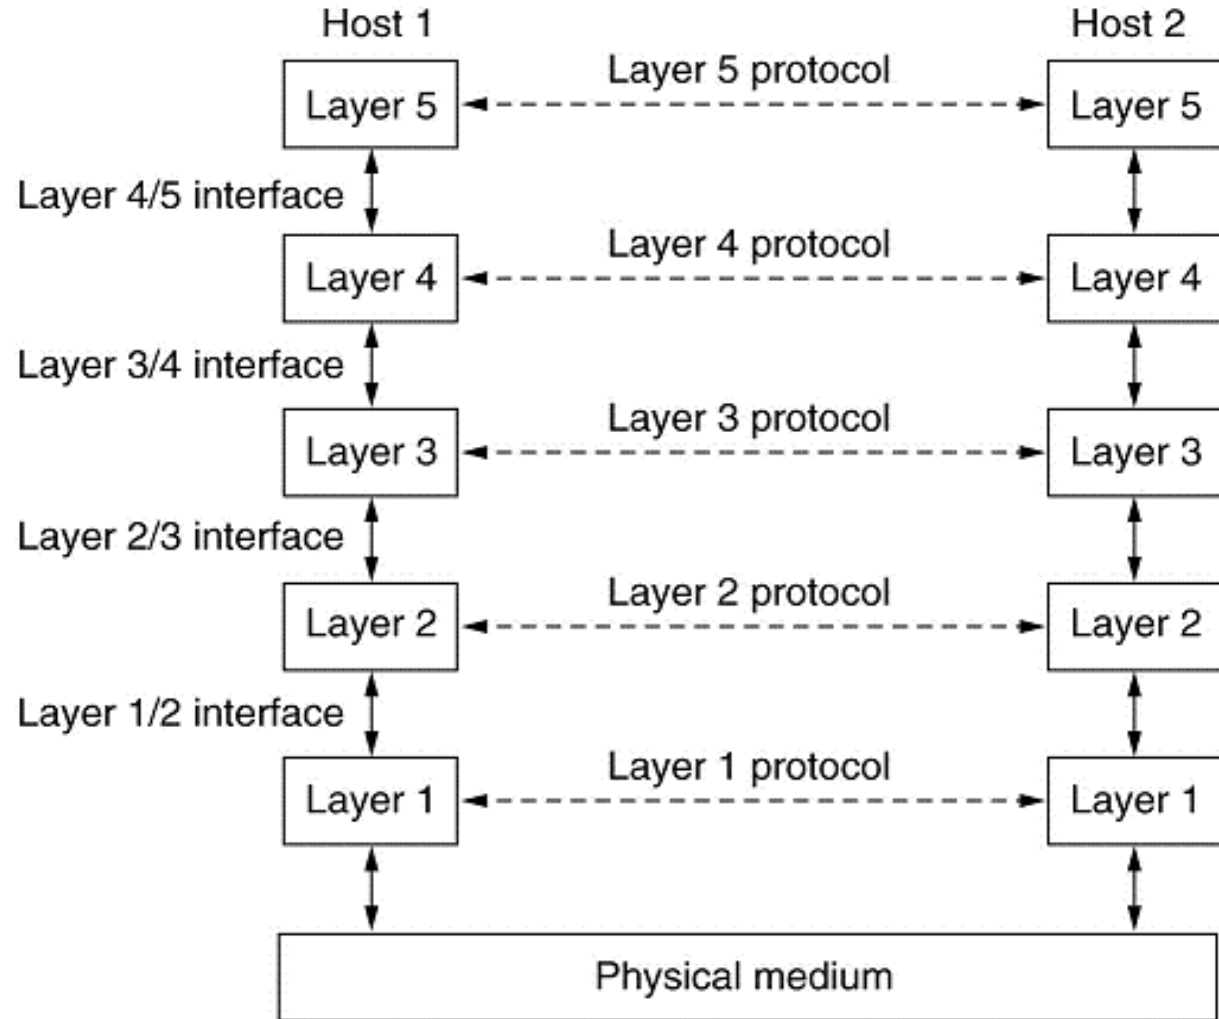 Host 1
Host 2
Layer 5 protocol
Layer 5
Layer 5
Layer 4/5 interface
Layer 4 protocol
Layer 4
Layer 4
Layer 3/4 interface
Layer 3 protocol
Layer 3
Layer 3
Layer 2/3 interface
Layer 2 protocol
Layer 2
Layer 2
Layer 1/2 interface
Layer 1 protocol
Layer 1
Layer 1
Physical medium